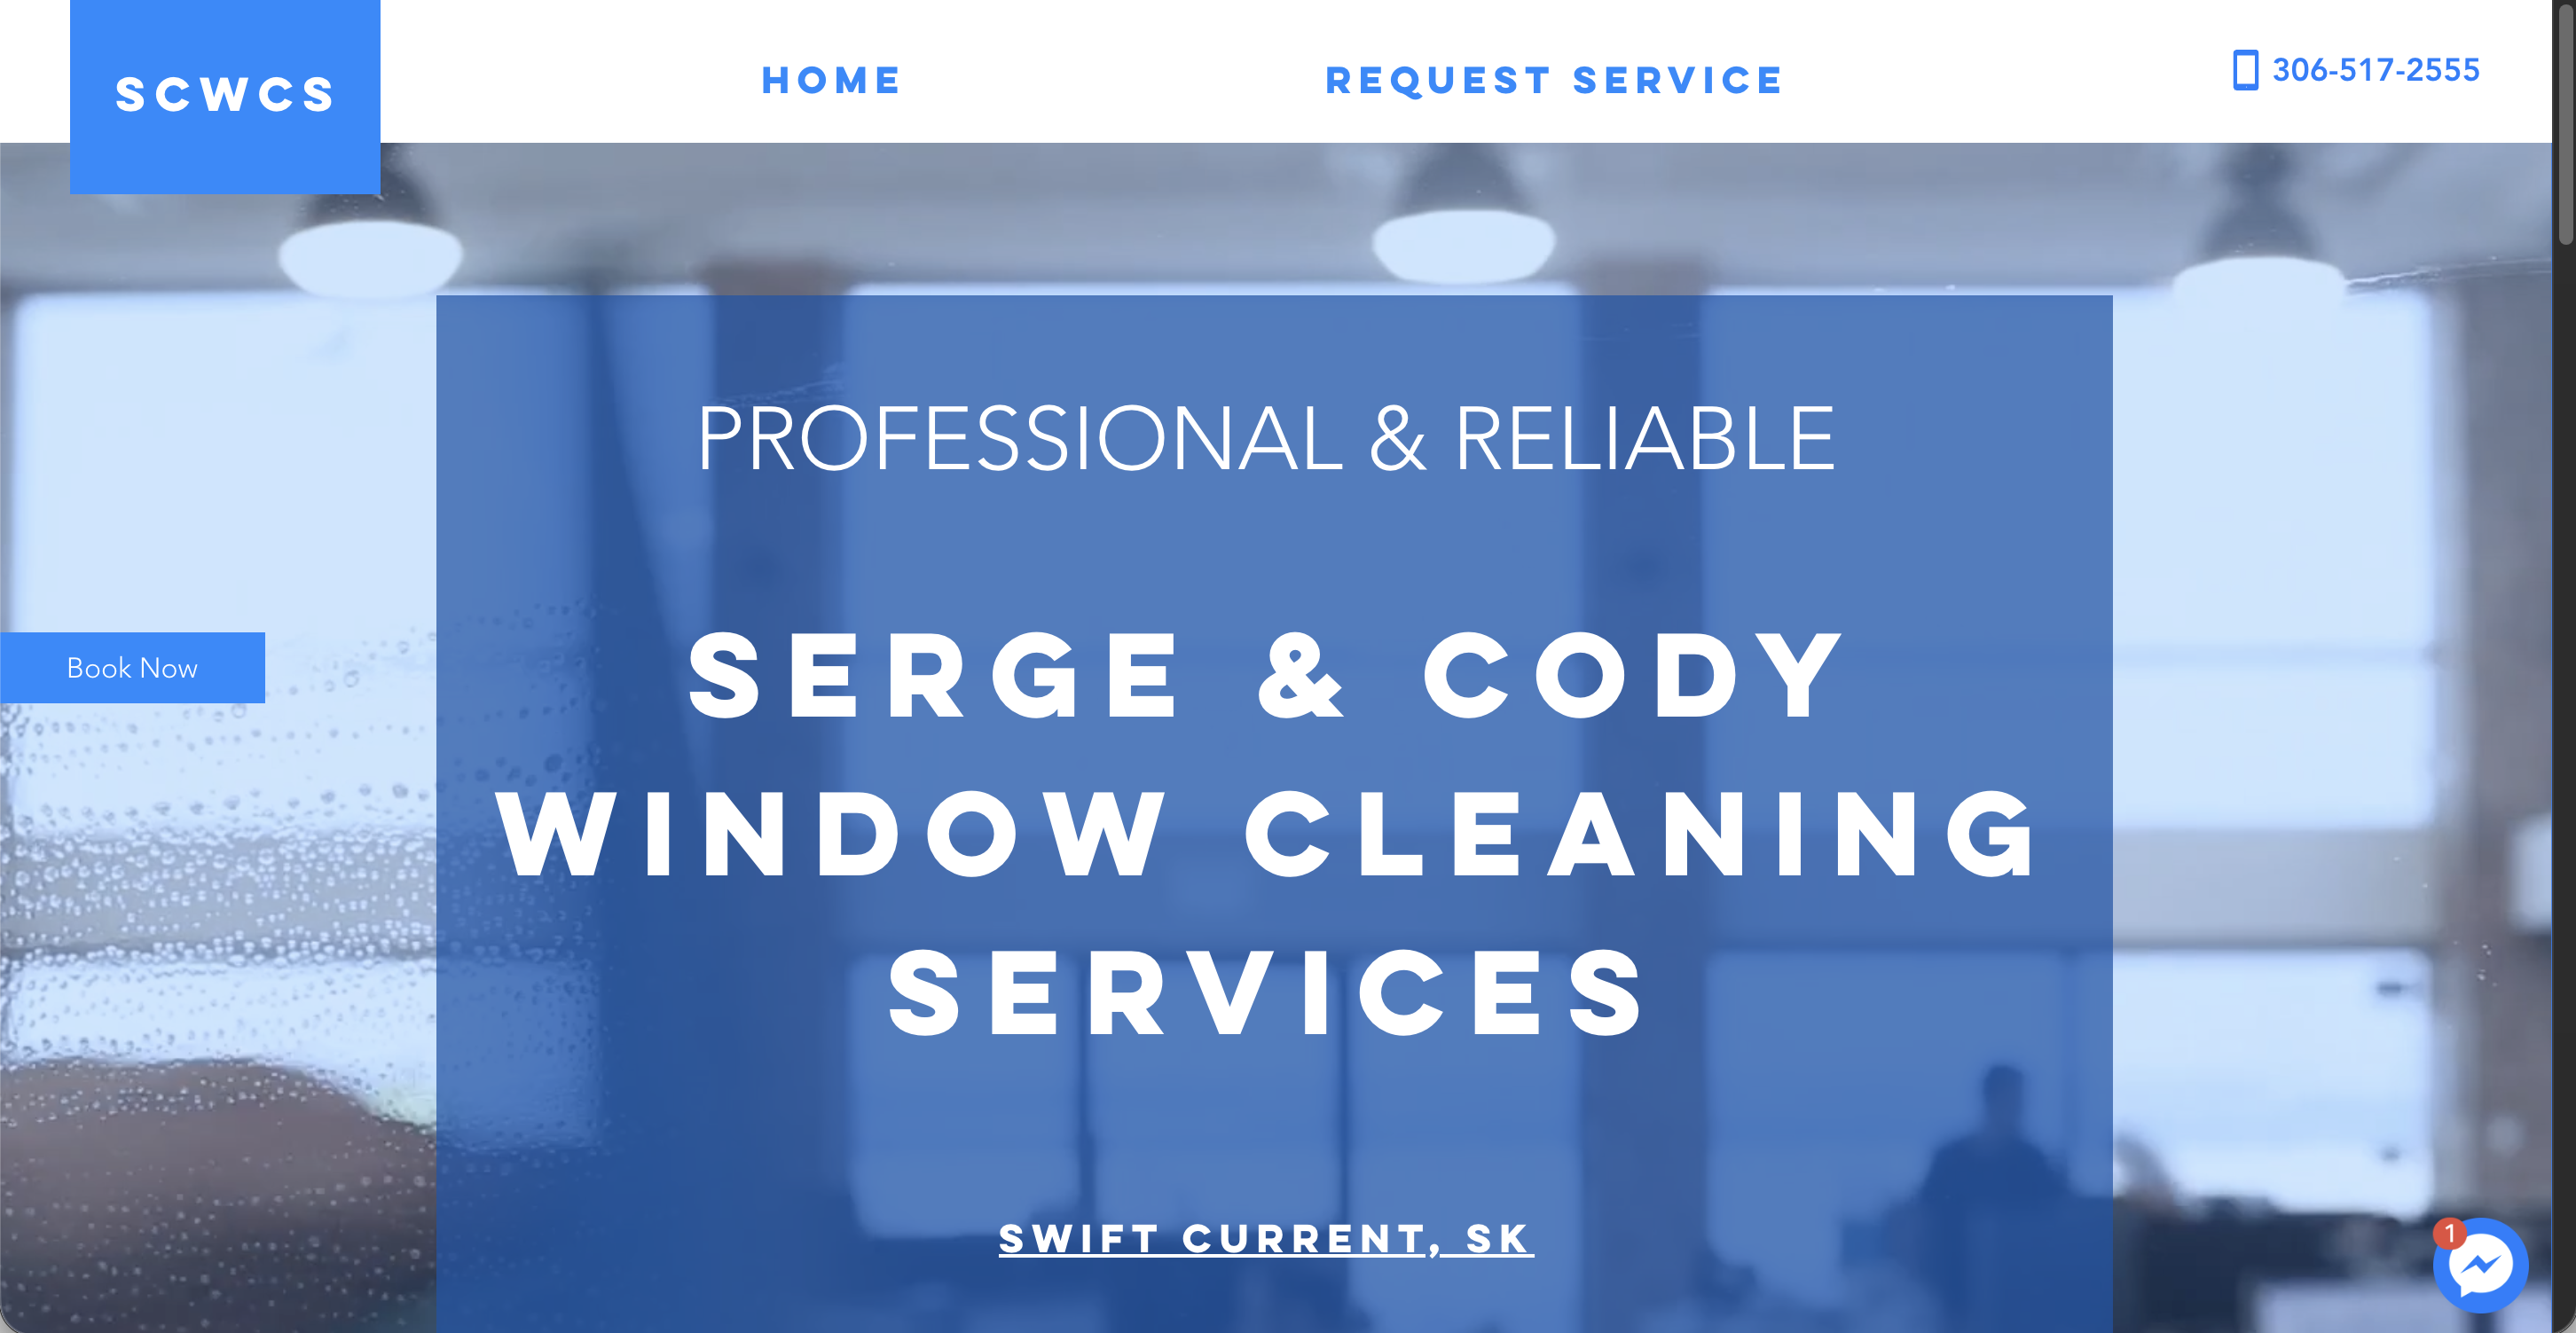 SCWCS
HOME
REQUEST SERVICE
306-517-2555
PROFESSIONAL & RELIABLE
SERGE & CODY
WINDOW CLEANING
SERVICES
Book Now
SWIFT CURRENT, SK
1